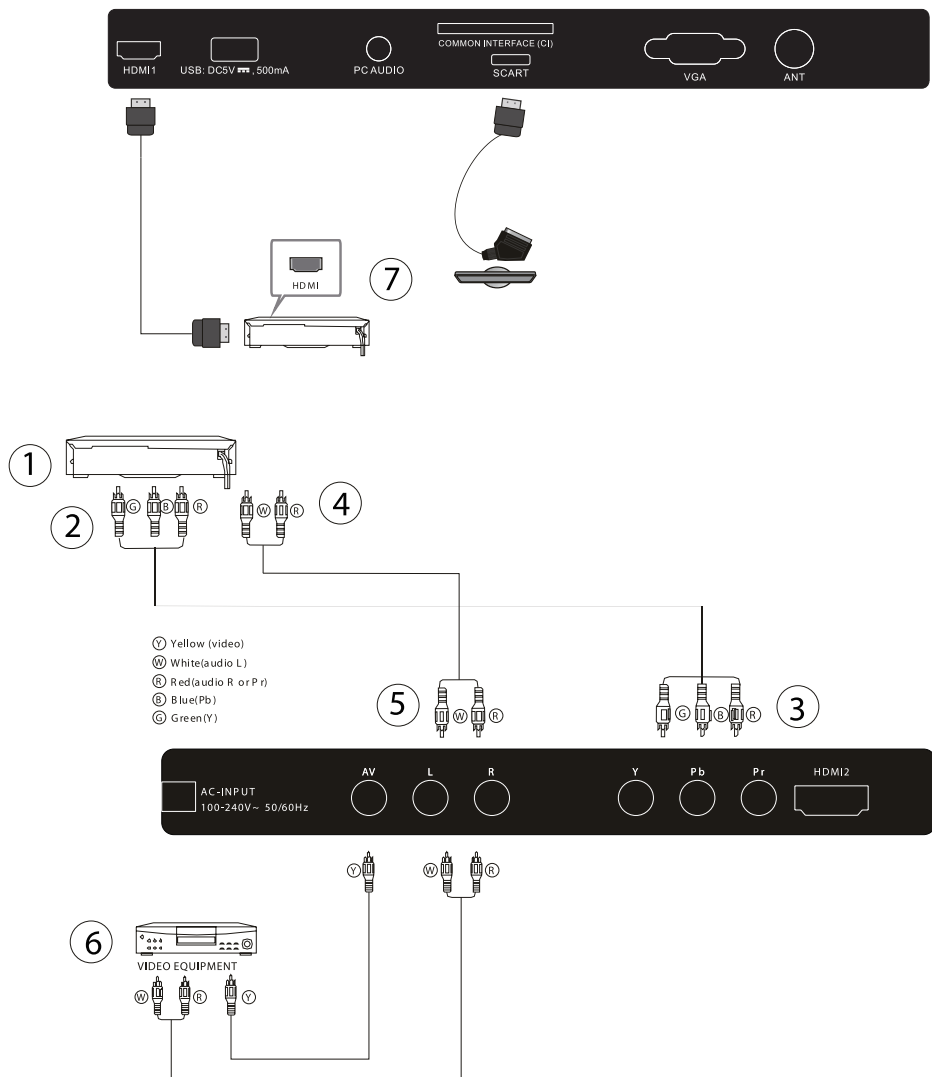 COMMON INTERFACE (CI)
HDMI1
USB: DC5V ⎓, 500mA
PC AUDIO
SCART
VGA
ANT
HDMI
7
1
2
G B R
W R
4
Y Yellow (video)
W White(audio L)
R Red(audio R or Pr)
B Blue(Pb)
G Green(Y)
5
W R
G B R
3
AC-INPUT
100-240V~ 50/60Hz
AV L R Y Pb Pr HDMI2
Y W R
6
VIDEO EQUIPMENT
W R Y